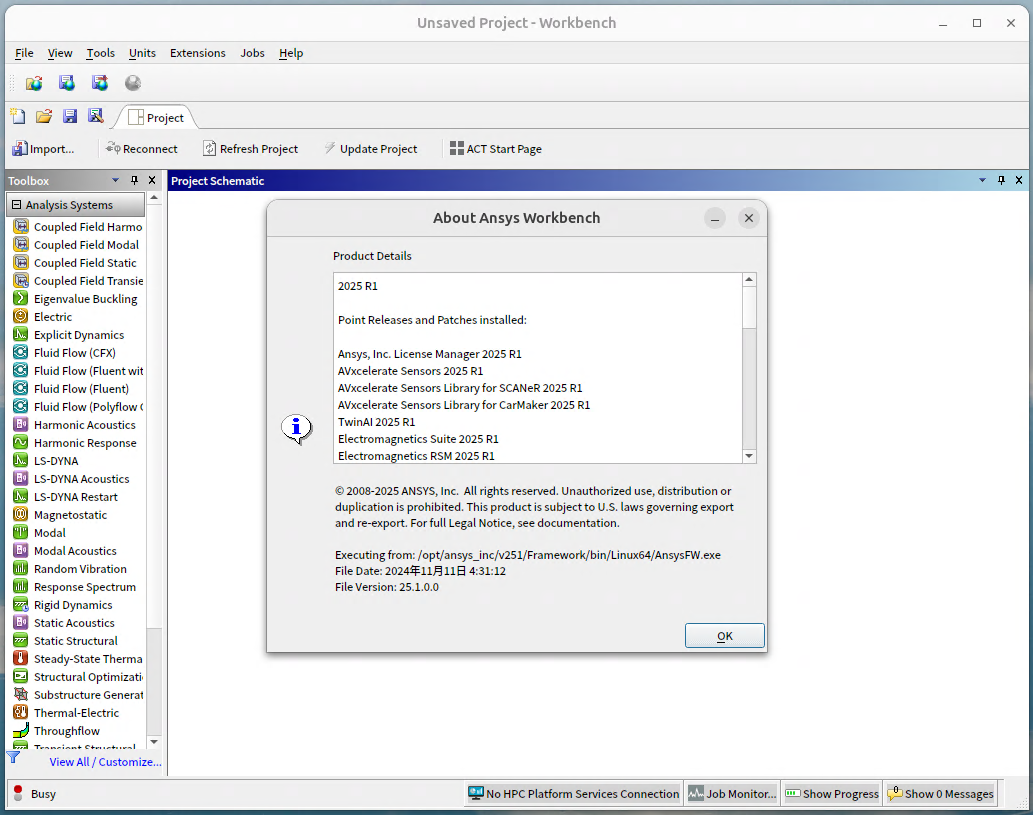 Unsaved Project - Workbench
File View Tools Units Extensions Jobs Help
Project
Import... Reconnect Refresh Project Update Project ACT Start Page
Toolbox
Project Schematic
Analysis Systems
Coupled Field Harmo
Coupled Field Modal
Coupled Field Static
Coupled Field Transie
Eigenvalue Buckling
Electric
Explicit Dynamics
Fluid Flow (CFX)
Fluid Flow (Fluent wit
Fluid Flow (Fluent)
Fluid Flow (Polyflow
Harmonic Acoustics
Harmonic Response
LS-DYNA
LS-DYNA Acoustics
LS-DYNA Restart
Magnetostatic
Modal
Modal Acoustics
Random Vibration
Response Spectrum
Rigid Dynamics
Static Acoustics
Static Structural
Steady-State Therma
Structural Optimizati
Substructure Generat
Thermal-Electric
Throughflow
Transient Structural
View All / Customize...
About Ansys Workbench
Product Details
2025 R1
Point Releases and Patches installed:
Ansys, Inc. License Manager 2025 R1
AVxcelerate Sensors 2025 R1
AVxcelerate Sensors Library for SCANeR 2025 R1
AVxcelerate Sensors Library for CarMaker 2025 R1
TwinAI 2025 R1
Electromagnetics Suite 2025 R1
Electromagnetics RSM 2025 R1
© 2008-2025 ANSYS, Inc. All rights reserved. Unauthorized use, distribution or
duplication is prohibited. This product is subject to U.S. laws governing export
and re-export. For full Legal Notice, see documentation.
Executing from: /opt/ansys_inc/v251/Framework/bin/Linux64/AnsysFW.exe
File Date: 2024年11月11日 4:31:12
File Version: 25.1.0.0
OK
Busy
No HPC Platform Services Connection
Job Monitor...
Show Progress
Show 0 Messages